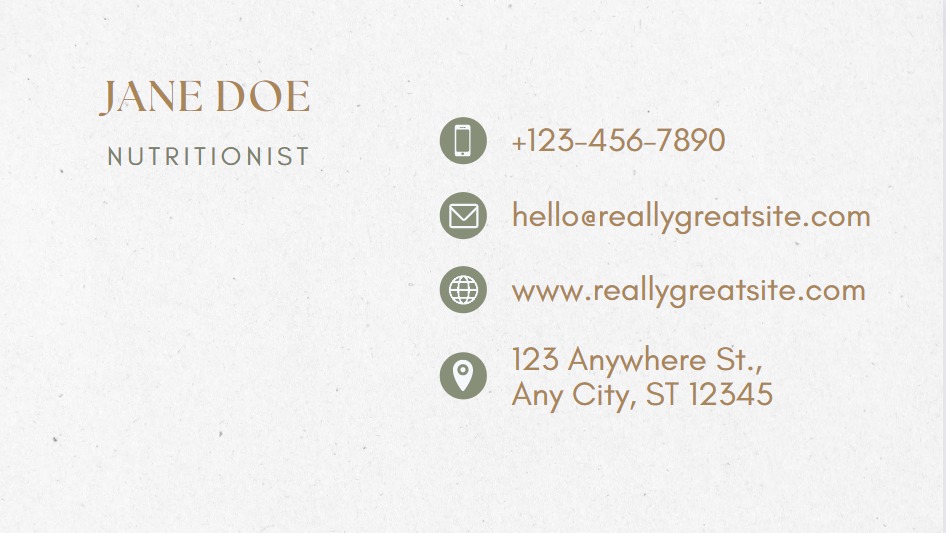 JANE DOE
NUTRITIONIST
+123-456-7890
hello@reallygreatsite.com
www.reallygreatsite.com
123 Anywhere St.,
Any City, ST 12345